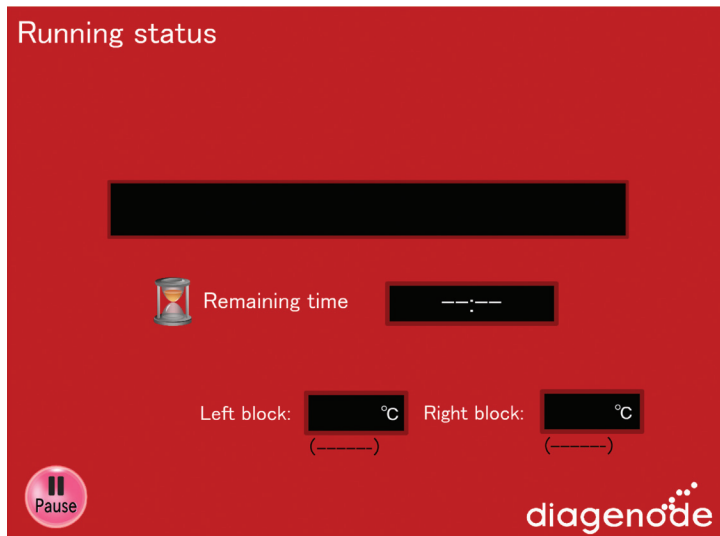 Running status
Remaining time --:--
Left block: °C Right block: °C
(------) (------)
Pause
diagenode